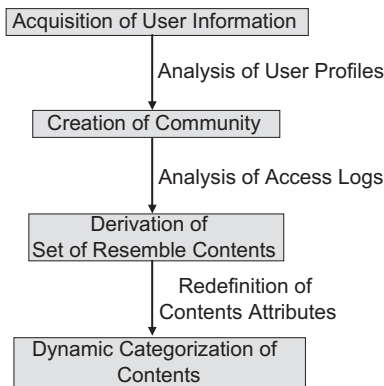 Acquisition of User Information
Analysis of User Profiles
Creation of Community
Analysis of Access Logs
Derivation of
Set of Resemble Contents
Redefinition of
Contents Attributes
Dynamic Categorization of
Contents